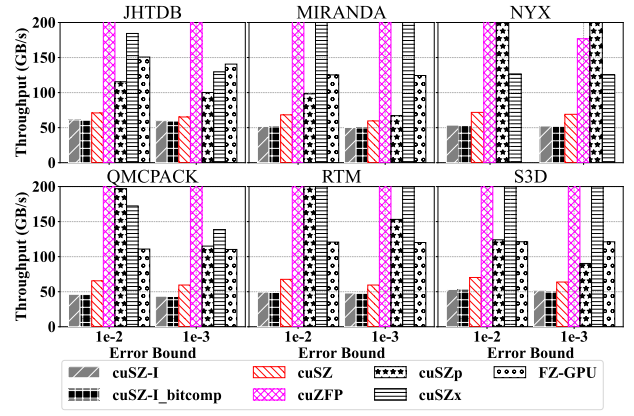 JHTDB MIRANDA NYX
Throughput (GB/s)
200
150
100
50
0
QMCPACK RTM S3D
Throughput (GB/s)
200
150
100
50
0
1e-2 1e-3 1e-2 1e-3 1e-2 1e-3
Error Bound Error Bound Error Bound
cuSZ-I cuSZ cuSZp FZ-GPU
cuSZ-I_bitcomp cuZFP cuSZx